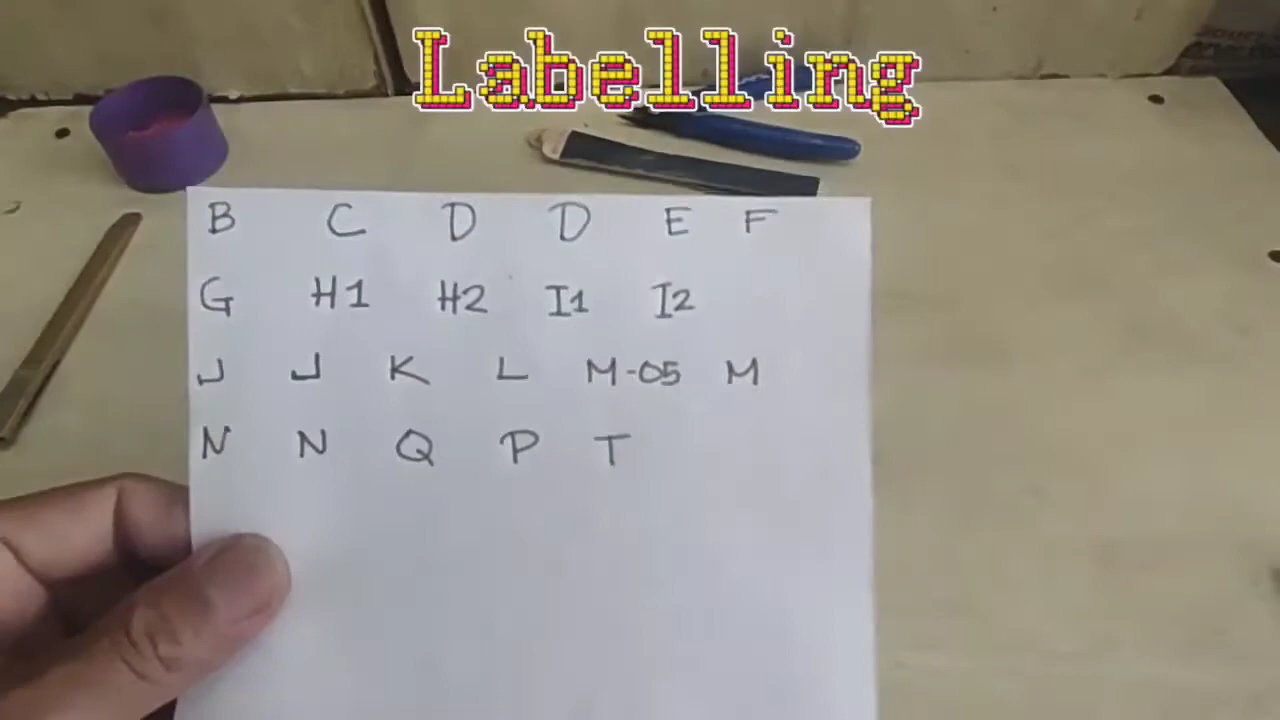 Labelling
B C D D E F
G H1 H2 I1 I2
J J K L M-05 M
N N Q P T